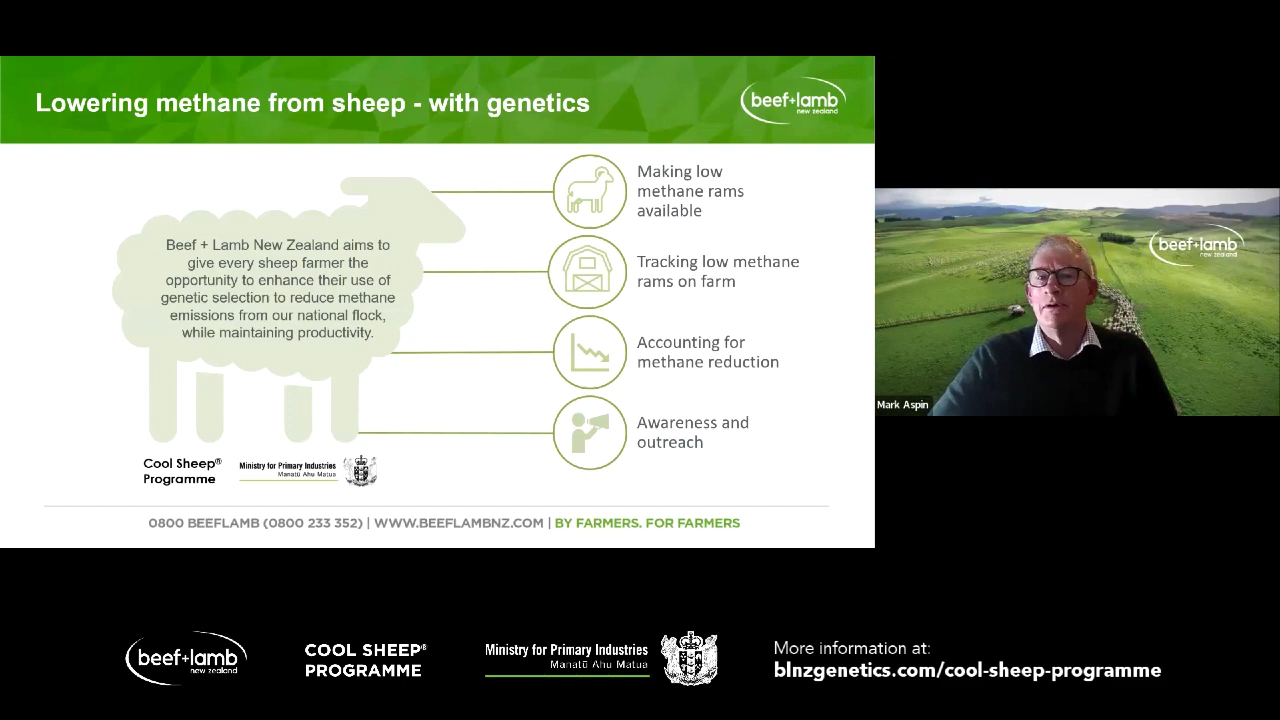 Lowering methane from sheep - with genetics
beef+lamb
new zealand
Beef + Lamb New Zealand aims to
give every sheep farmer the
opportunity to enhance their use of
genetic selection to reduce methane
emissions from our national flock,
while maintaining productivity.
Making low
methane rams
available
Tracking low methane
rams on farm
Accounting for
methane reduction
Awareness and
outreach
Cool Sheep®
Programme
Ministry for Primary Industries
Manatū Ahu Matua
0800 BEEFLAMB (0800 233 352) | WWW.BEEFLAMBNZ.COM | BY FARMERS. FOR FARMERS
beef+lamb
new zealand
Mark Aspin
beef+lamb
new zealand
COOL SHEEP®
PROGRAMME
Ministry for Primary Industries
Manatū Ahu Matua
More information at:
blnzgenetics.com/cool-sheep-programme